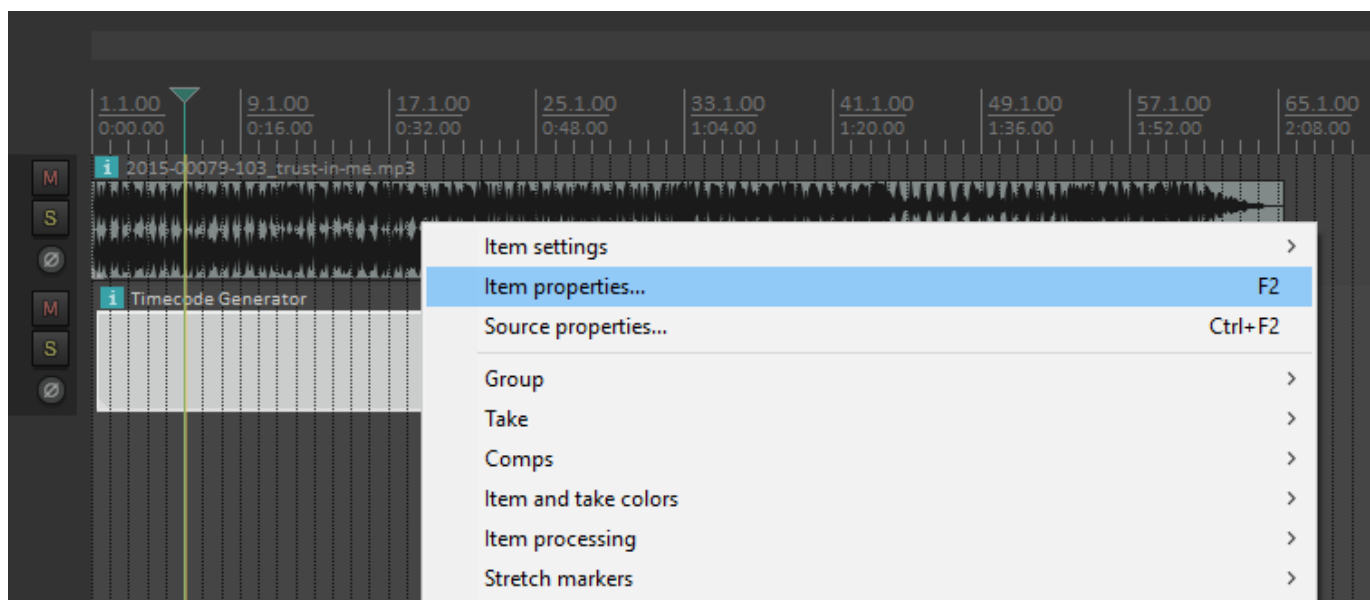 1.1.00 9.1.00 17.1.00 25.1.00 33.1.00 41.1.00 49.1.00 57.1.00 65.1.00
0:00.00 0:16.00 0:32.00 0:48.00 1:04.00 1:20.00 1:36.00 1:52.00 2:08.00
i 2015-00079-103_trust-in-me.mp3
M
S
Ø
i Timecode Generator
M
S
Ø
Item settings >
Item properties... F2
Source properties... Ctrl+F2
Group >
Take >
Comps >
Item and take colors >
Item processing >
Stretch markers >